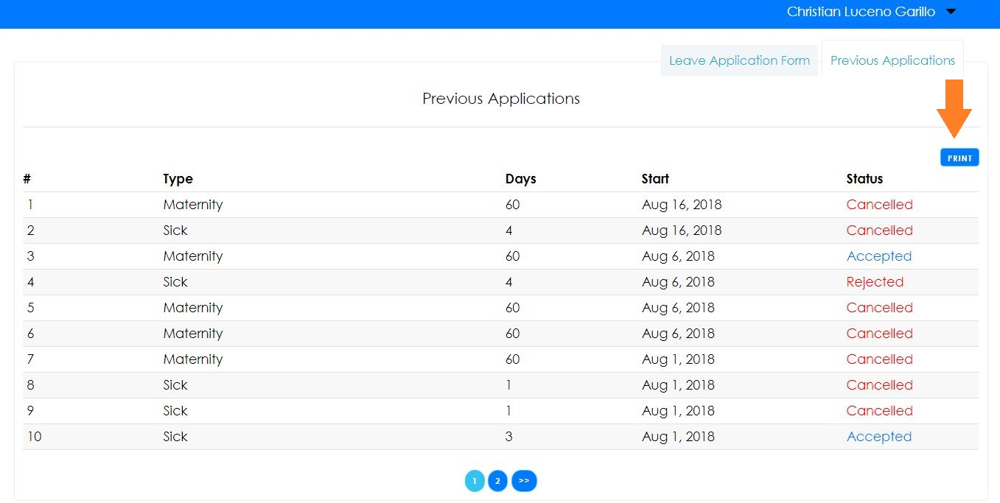 Christian Luceno Garillo
Leave Application Form Previous Applications
Previous Applications
PRINT
# Type Days Start Status
1 Maternity 60 Aug 16, 2018 Cancelled
2 Sick 4 Aug 16, 2018 Cancelled
3 Maternity 60 Aug 6, 2018 Accepted
4 Sick 4 Aug 6, 2018 Rejected
5 Maternity 60 Aug 6, 2018 Cancelled
6 Maternity 60 Aug 6, 2018 Cancelled
7 Maternity 60 Aug 1, 2018 Cancelled
8 Sick 1 Aug 1, 2018 Cancelled
9 Sick 1 Aug 1, 2018 Cancelled
10 Sick 3 Aug 1, 2018 Accepted
1 2 >>